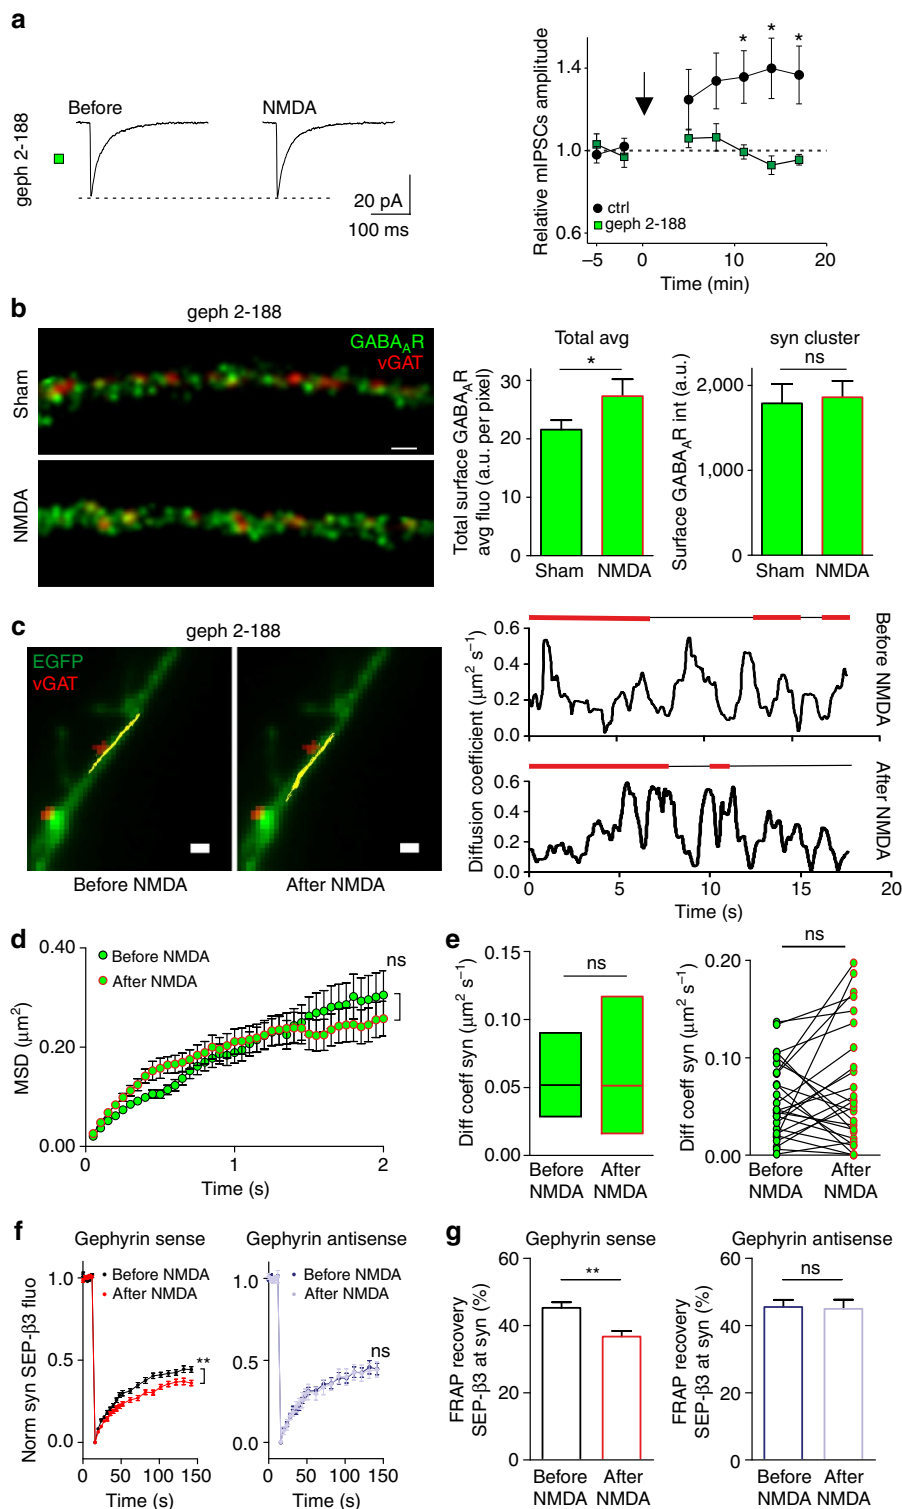 a
geph 2-188
Before
NMDA
20 pA
100 ms
Relative mIPSCs amplitude
1.4
1.0
0.6
* * *
ctrl
geph 2-188
–5 0 10 20
Time (min)
b
geph 2-188
Sham
GABA_AR
vGAT
NMDA
Total avg
*
Total surface GABA_AR
avg fluo (a.u. per pixel)
30
20
10
0
Sham NMDA
syn cluster
ns
Surface GABA_AR int (a.u.)
2,000
1,000
0
Sham NMDA
c
geph 2-188
EGFP
vGAT
Before NMDA
After NMDA
Diffusion coefficient (μm² s⁻¹)
0.6
0.2
0.0
Before NMDA
0.6
0.2
0.0
After NMDA
0 5 10 15 20
Time (s)
d
MSD (μm²)
0.40
0.20
0.00
Before NMDA
After NMDA
ns
0 1 2
Time (s)
e
Diff coeff syn (μm² s⁻¹)
0.15
0.10
0.05
0.00
ns
Before NMDA
After NMDA
Diff coeff syn (μm² s⁻¹)
0.20
0.10
0.00
ns
Before NMDA
After NMDA
f
Gephyrin sense
Norm syn SEP-β3 fluo
1.0
0.5
0.0
Before NMDA
After NMDA
**
0 50 100 150
Time (s)
Gephyrin antisense
1.0
0.5
0.0
Before NMDA
After NMDA
ns
0 50 100 150
Time (s)
g
Gephyrin sense
FRAP recovery
SEP-β3 at syn (%)
60
40
20
0
**
Before NMDA
After NMDA
Gephyrin antisense
FRAP recovery
SEP-β3 at syn (%)
60
40
20
0
ns
Before NMDA
After NMDA